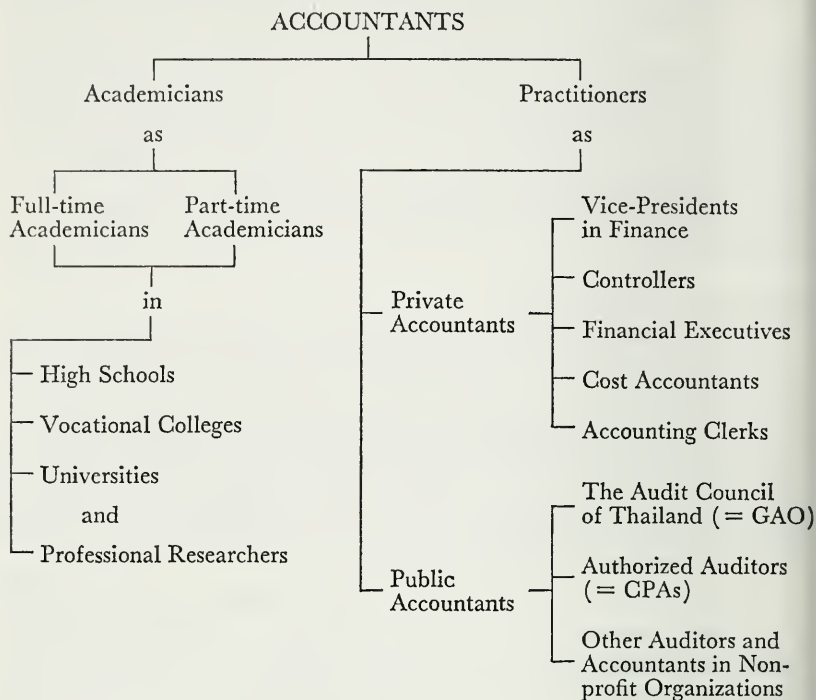 ACCOUNTANTS
Academicians
as
Full-time
Academicians
Part-time
Academicians
in
High Schools
Vocational Colleges
Universities
and
Professional Researchers
Practitioners
as
Private
Accountants
Vice-Presidents
in Finance
Controllers
Financial Executives
Cost Accountants
Accounting Clerks
Public
Accountants
The Audit Council
of Thailand (= GAO)
Authorized Auditors
(= CPAs)
Other Auditors and
Accountants in Non-
profit Organizations